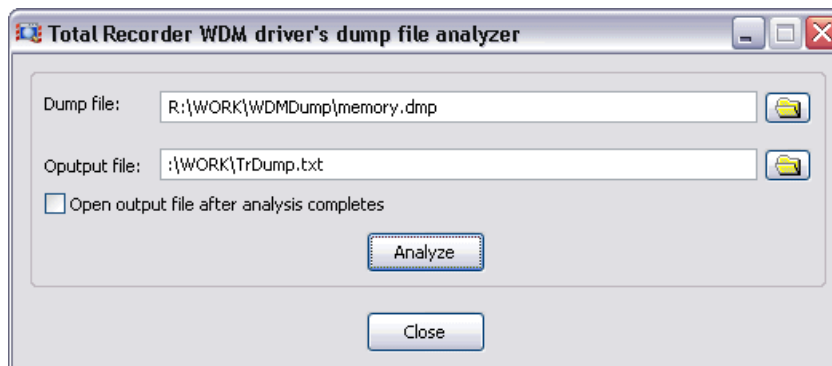 Total Recorder WDM driver's dump file analyzer
Dump file: R:\WORK\WDMDump\memory.dmp
Oputput file: :\WORK\TrDump.txt
Open output file after analysis completes
Analyze
Close